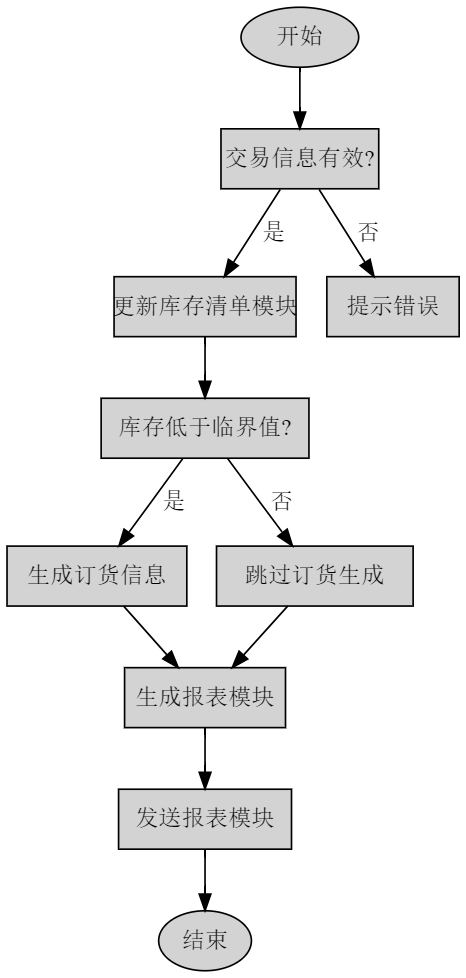 开始
交易信息有效?
是
否
更新库存清单模块
提示错误
库存低于临界值?
是
否
生成订货信息
跳过订货生成
生成报表模块
发送报表模块
结束